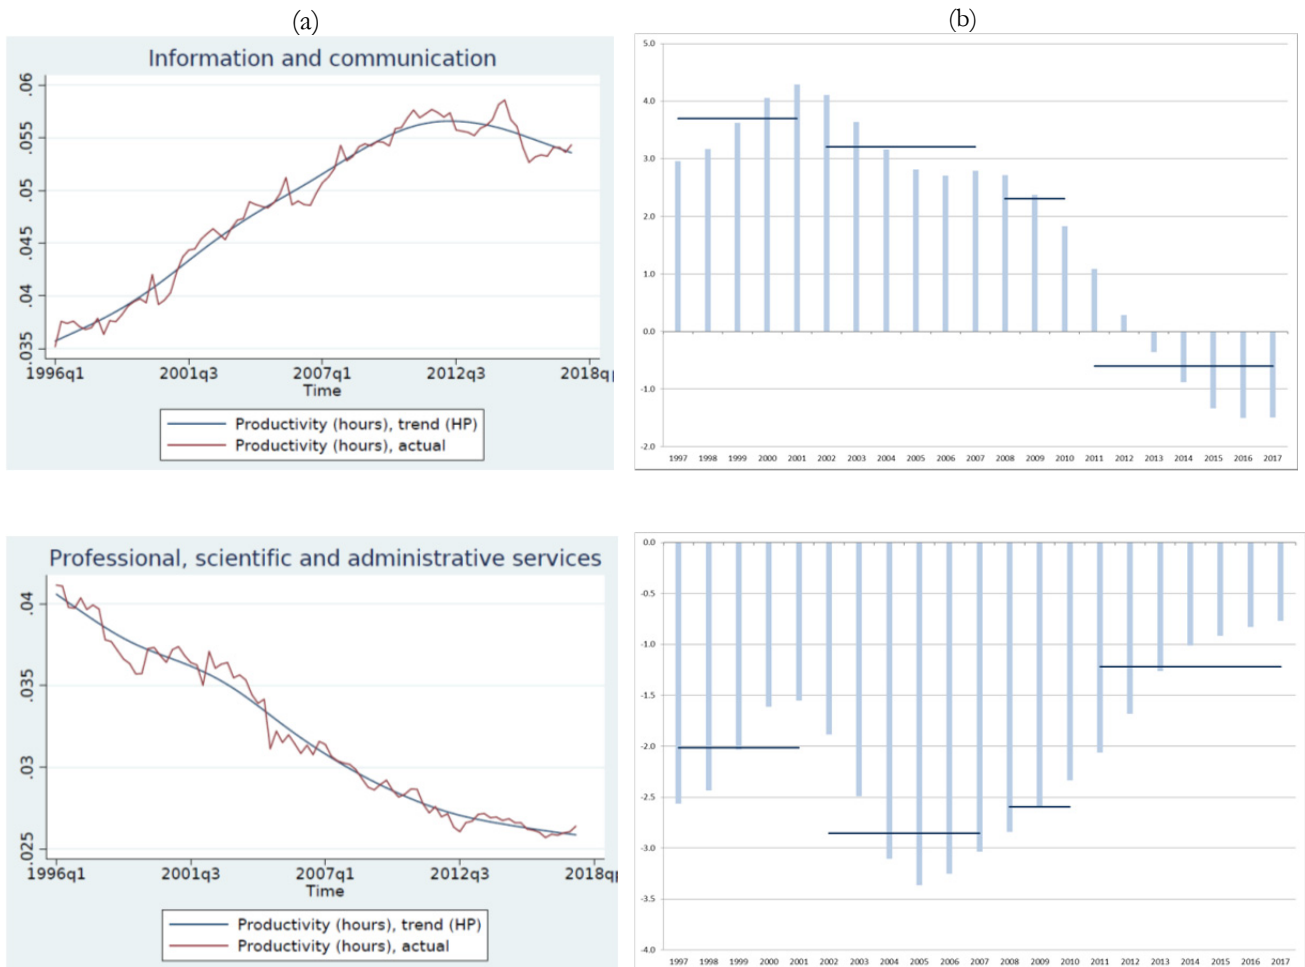 (a)
(b)
Information and communication
.06
.055
.05
.045
.04
.035
1996q1 2001q3 2007q1 2012q3 2018q
Time
Productivity (hours), trend (HP)
Productivity (hours), actual
5.0
4.0
3.0
2.0
1.0
0.0
-1.0
-2.0
1997 1998 1999 2000 2001 2002 2003 2004 2005 2006 2007 2008 2009 2010 2011 2012 2013 2014 2015 2016 2017
Professional, scientific and administrative services
.04
.035
.03
.025
1996q1 2001q3 2007q1 2012q3 2018q
Time
Productivity (hours), trend (HP)
Productivity (hours), actual
0.0
-0.5
-1.0
-1.5
-2.0
-2.5
-3.0
-3.5
-4.0
1997 1998 1999 2000 2001 2002 2003 2004 2005 2006 2007 2008 2009 2010 2011 2012 2013 2014 2015 2016 2017